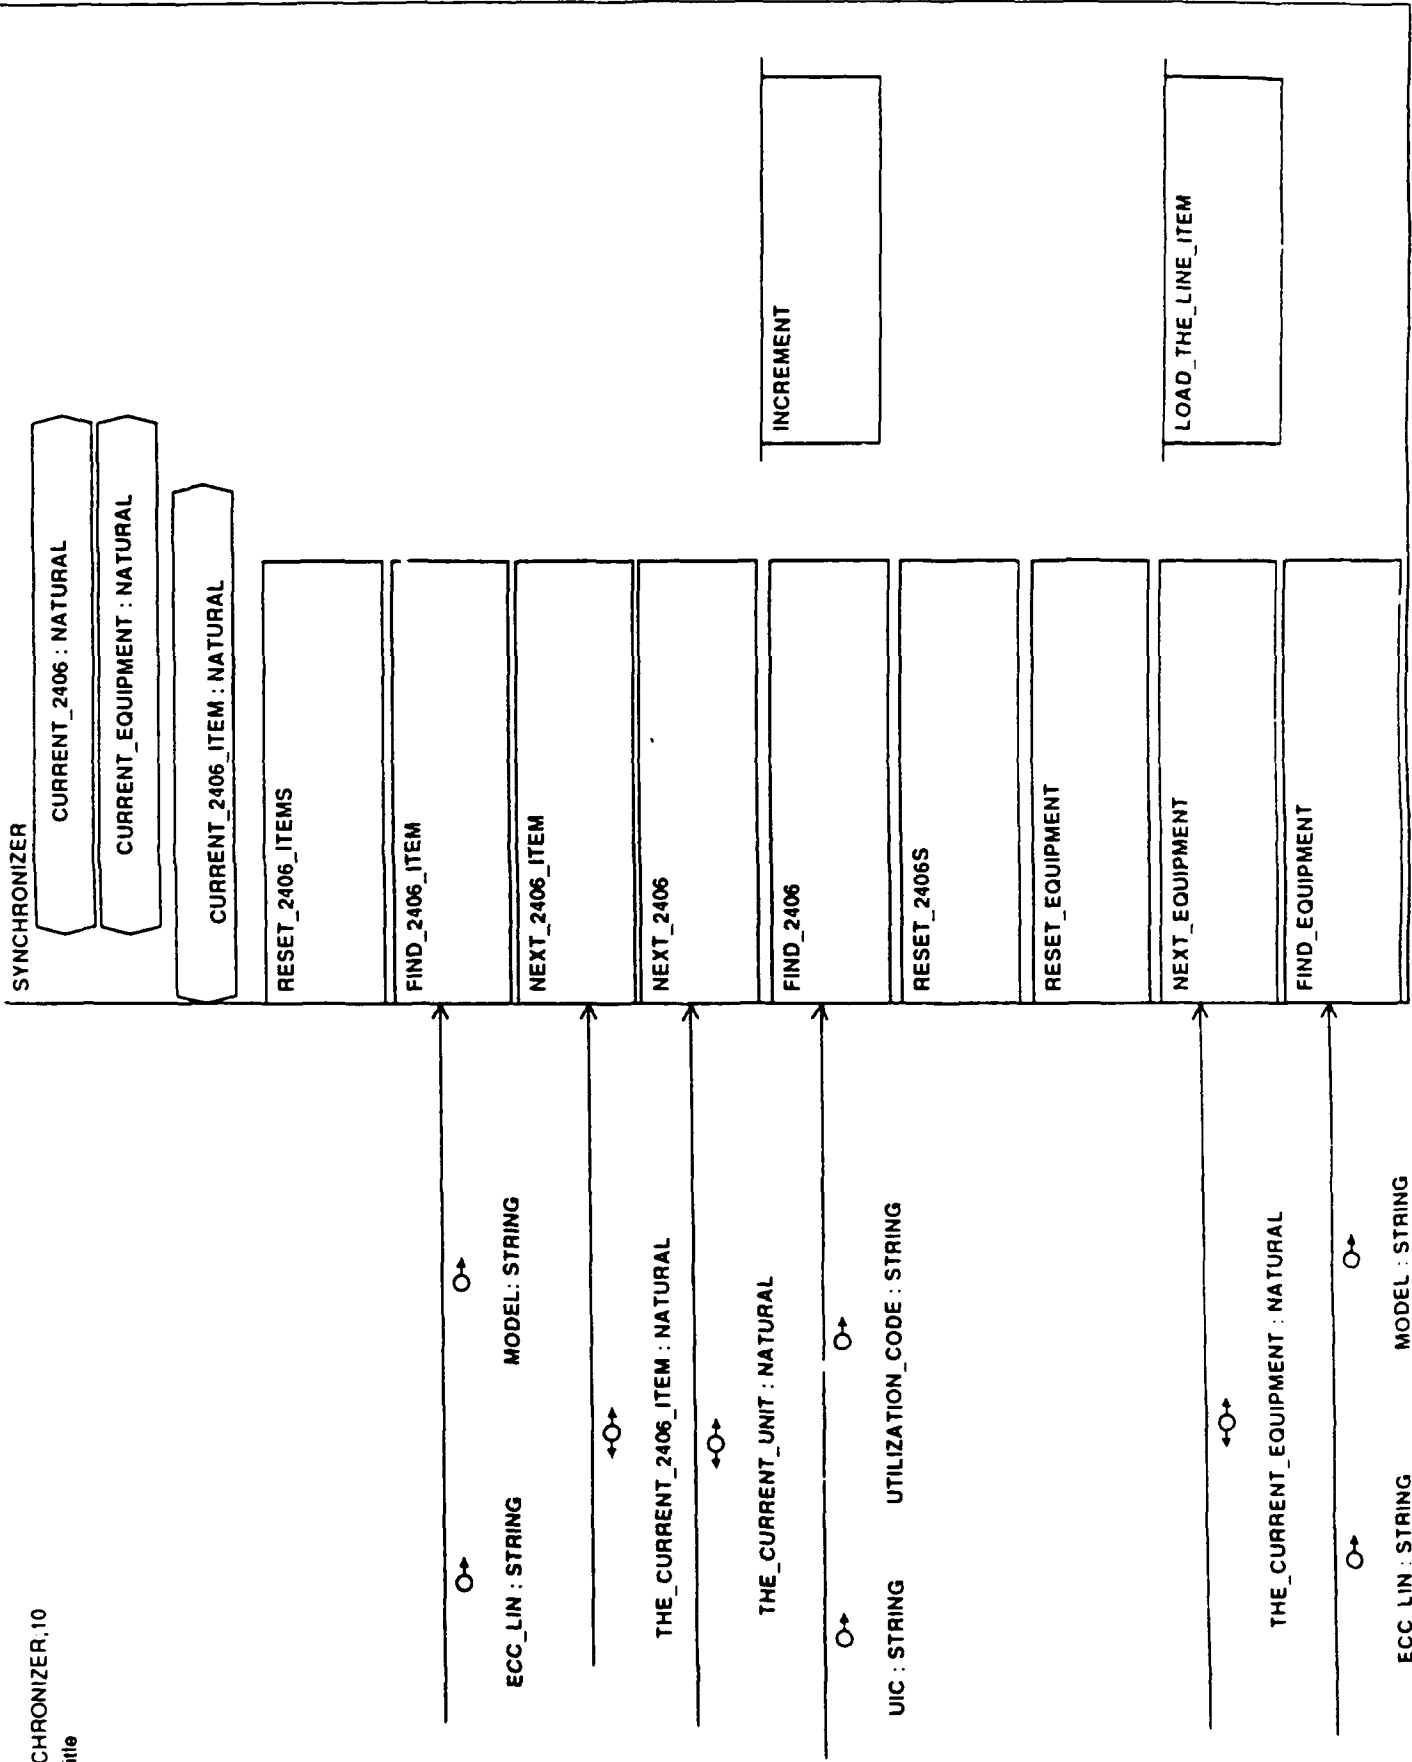 CHRONIZER,10
itle
SYNCHRONIZER
CURRENT_2406 : NATURAL
CURRENT_EQUIPMENT : NATURAL
CURRENT_2406_ITEM : NATURAL
RESET_2406_ITEMS
FIND_2406_ITEM
ECC_LIN : STRING
MODEL : STRING
NEXT_2406_ITEM
THE_CURRENT_2406_ITEM : NATURAL
NEXT_2406
THE_CURRENT_UNIT : NATURAL
FIND_2406
INCREMENT
UIC : STRING
UTILIZATION_CODE : STRING
RESET_2406S
RESET_EQUIPMENT
NEXT_EQUIPMENT
LOAD_THE_LINE_ITEM
THE_CURRENT_EQUIPMENT : NATURAL
FIND_EQUIPMENT
ECC_LIN : STRING
MODEL : STRING